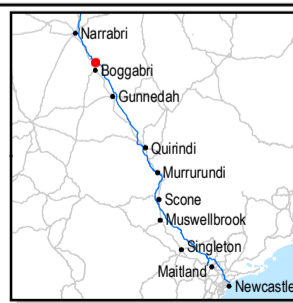 Narrabri
Boggabri
Gunnedah
Quirindi
Murrurundi
Scone
Muswellbrook
Singleton
Maitland
Newcastle